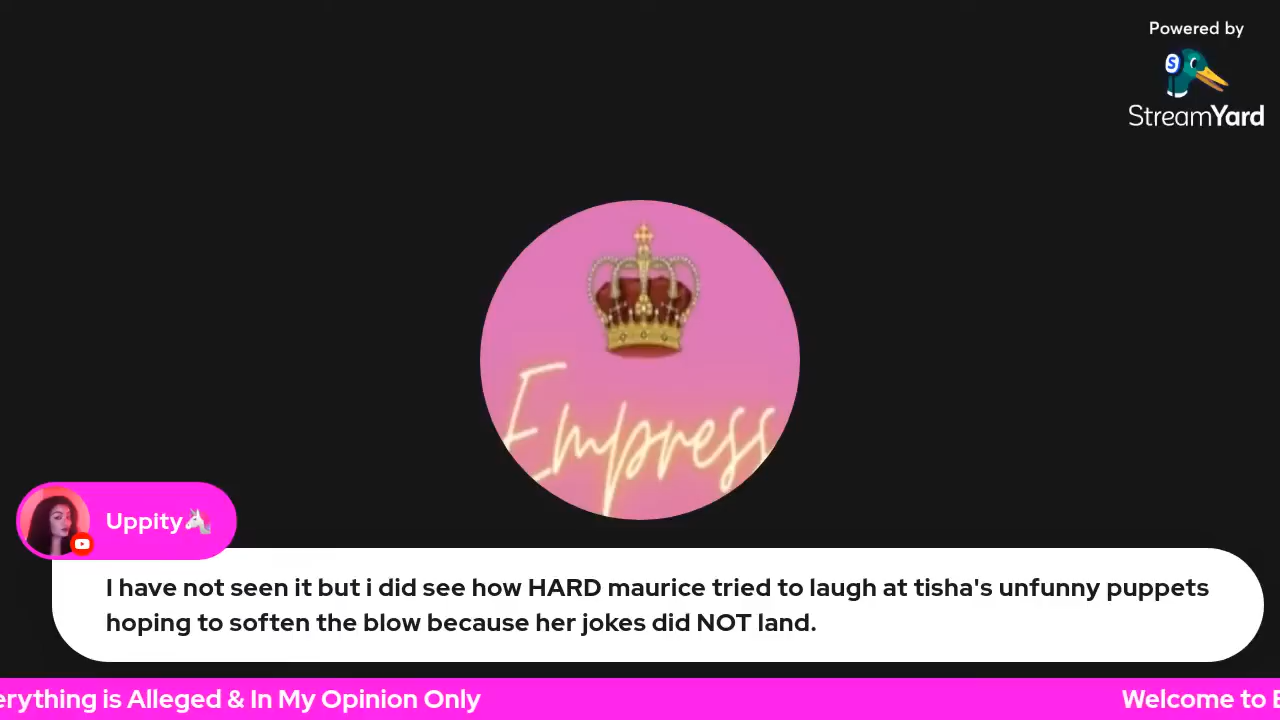 Powered by
S
StreamYard
Empress
Uppity
I have not seen it but i did see how HARD maurice tried to laugh at tisha's unfunny puppets
hoping to soften the blow because her jokes did NOT land.
erything is Alleged & In My Opinion Only
Welcome to E